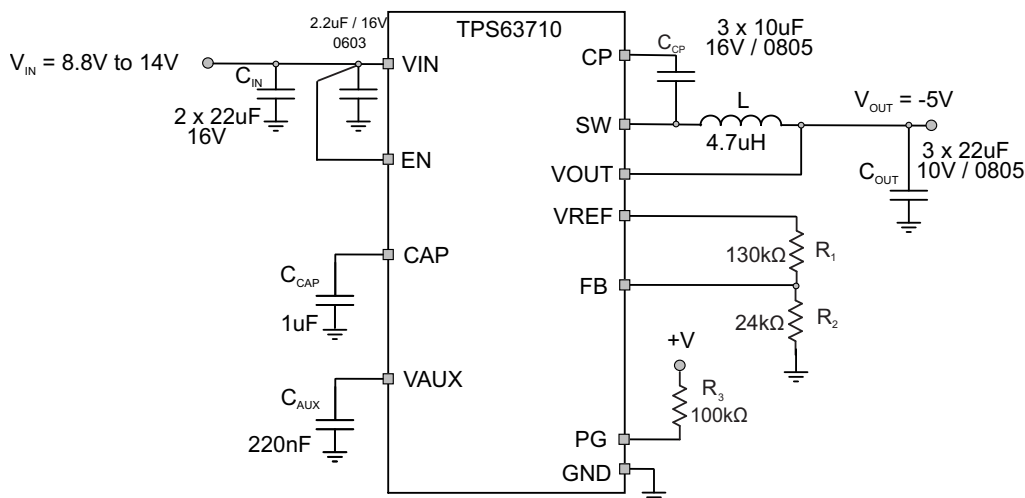 2.2uF / 16V
0603
TPS63710
3 x 10uF
16V / 0805
V_IN = 8.8V to 14V
C_IN
VIN
CP
C_CP
2 x 22uF
16V
L
V_OUT = -5V
SW
4.7uH
EN
VOUT
3 x 22uF
10V / 0805
C_OUT
VREF
CAP
130kΩ
R_1
C_CAP
FB
1uF
24kΩ
R_2
+V
VAUX
R_3
C_AUX
100kΩ
220nF
PG
GND